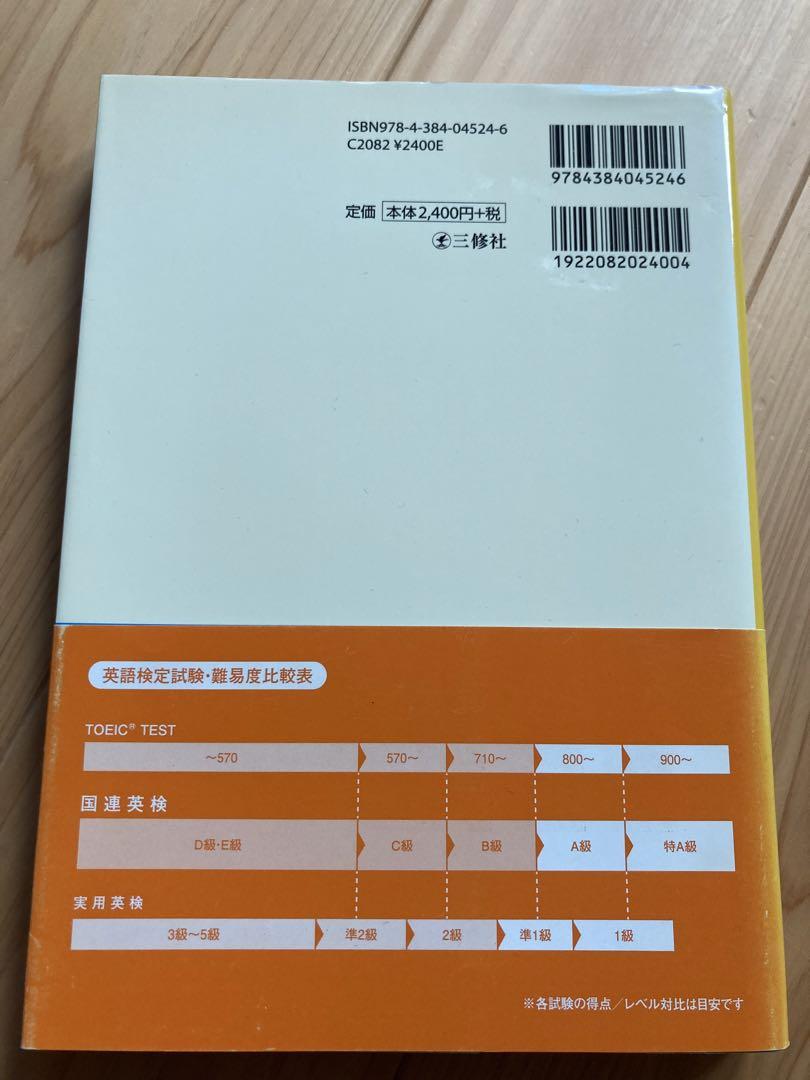 ISBN978-4-384-04524-6
C2082 ¥2400E
9784384045246
定価 本体2,400円+税
三修社
1922082024004
英語検定試験・難易度比較表
TOEIC® TEST
〜570 570〜 710〜 800〜 900〜
国連英検
D級・E級 C級 B級 A級 特A級
実用英検
3級〜5級 準2級 2級 準1級 1級
※各試験の得点／レベル対比は目安です